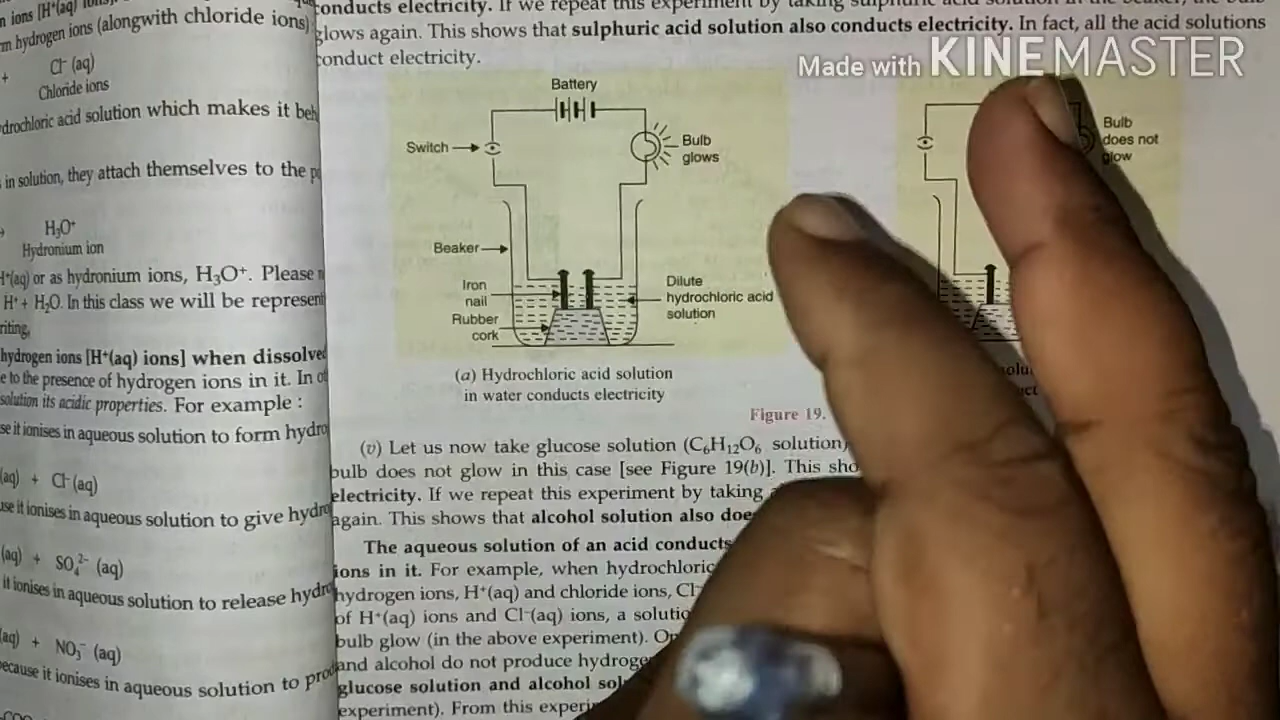 n ions [H⁺(aq) ions],
m hydrogen ions (alongwith chloride ions)
+ Cl⁻ (aq)
Chloride ions
drochloric acid solution which makes it beh
in solution, they attach themselves to the p
H₃O⁺
Hydronium ion
H⁺(aq) or as hydronium ions, H₃O⁺. Please n
H⁺ + H₂O. In this class we will be represent
riting,
hydrogen ions [H⁺(aq) ions] when dissolved
e to the presence of hydrogen ions in it. In ot
solution its acidic properties. For example :
se it ionises in aqueous solution to form hydro
(aq) + Cl⁻(aq)
use it ionises in aqueous solution to give hydro
(aq) + SO₄²⁻ (aq)
it ionises in aqueous solution to release hydro
(aq) + NO₃⁻ (aq)
ecause it ionises in aqueous solution to prod
conducts electricity. If we repeat this experiment by taking sulphuric acid solution in the beaker, the bulb
glows again. This shows that sulphuric acid solution also conducts electricity. In fact, all the acid solutions
conduct electricity.
Made with KINEMASTER
Battery
Switch
Bulb
glows
Beaker
Iron
nail
Rubber
cork
Dilute
hydrochloric acid
solution
(a) Hydrochloric acid solution
in water conducts electricity
Bulb
does not
glow
Figure 19.
(v) Let us now take glucose solution (C₆H₁₂O₆ solution)
bulb does not glow in this case [see Figure 19(b)]. This sho
electricity. If we repeat this experiment by taking
again. This shows that alcohol solution also doe
The aqueous solution of an acid conducts
ions in it. For example, when hydrochloric
hydrogen ions, H⁺(aq) and chloride ions, Cl⁻
of H⁺(aq) ions and Cl⁻(aq) ions, a solutio
bulb glow (in the above experiment). On
and alcohol do not produce hydroge
glucose solution and alcohol sol
experiment). From this experi